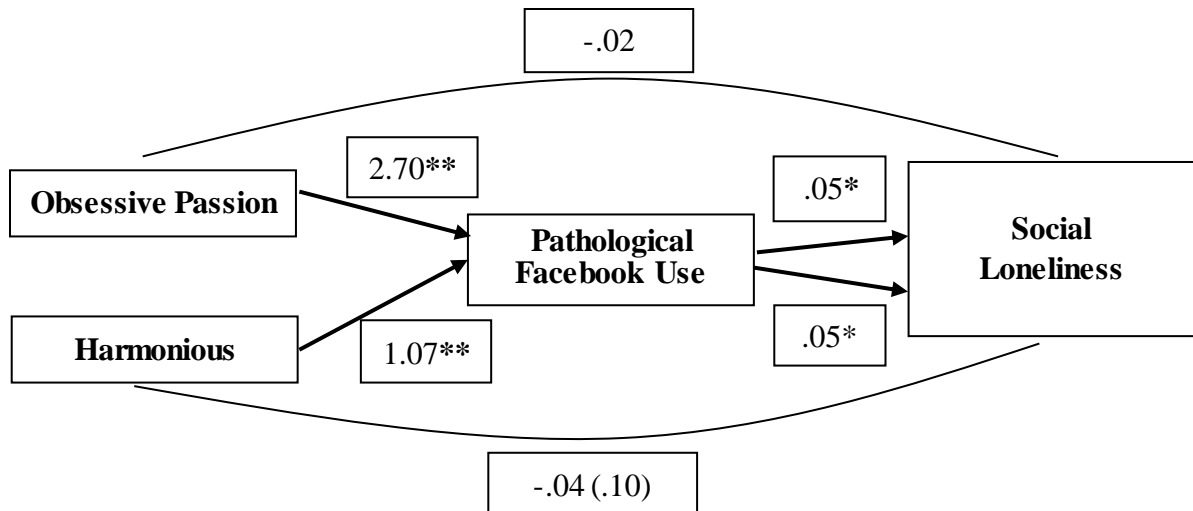 -.02
2.70**
.05*
Obsessive Passion
Pathological
Facebook Use
Social
Loneliness
Harmonious
1.07**
.05*
-.04 (.10)